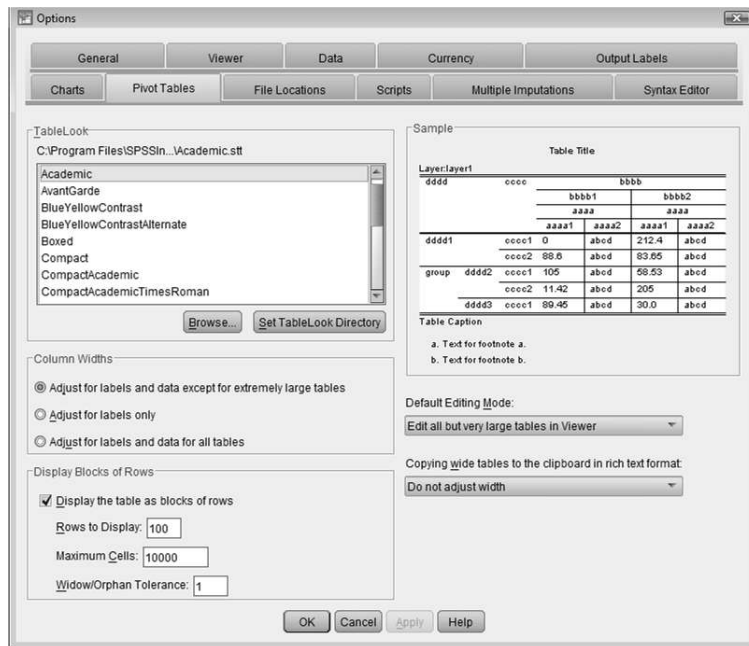 Options
General Viewer Data Currency Output Labels
Charts Pivot Tables File Locations Scripts Multiple Imputations Syntax Editor
TableLook
C:\Program Files\SPSSIn...\Academic.stt
Academic
AvantGarde
BlueYellowContrast
BlueYellowContrastAlternate
Boxed
Compact
CompactAcademic
CompactAcademicTimesRoman
Browse... Set TableLook Directory
Column Widths
Adjust for labels and data except for extremely large tables
Adjust for labels only
Adjust for labels and data for all tables
Display Blocks of Rows
Display the table as blocks of rows
Rows to Display: 100
Maximum Cells: 10000
Widow/Orphan Tolerance: 1
Sample
Table Title
Layer:layer1
dddd cccc bbbb
bbbb1 bbbb2
aaaa aaaa
aaaa1 aaaa2 aaaa1 aaaa2
dddd1 cccc1 0 abcd 212.4 abcd
cccc2 88.6 abcd 83.65 abcd
group dddd2 cccc1 105 abcd 58.53 abcd
cccc2 11.42 abcd 205 abcd
dddd3 cccc1 89.45 abcd 30.0 abcd
Table Caption
a. Text for footnote a.
b. Text for footnote b.
Default Editing Mode:
Edit all but very large tables in Viewer
Copying wide tables to the clipboard in rich text format:
Do not adjust width
OK Cancel Apply Help